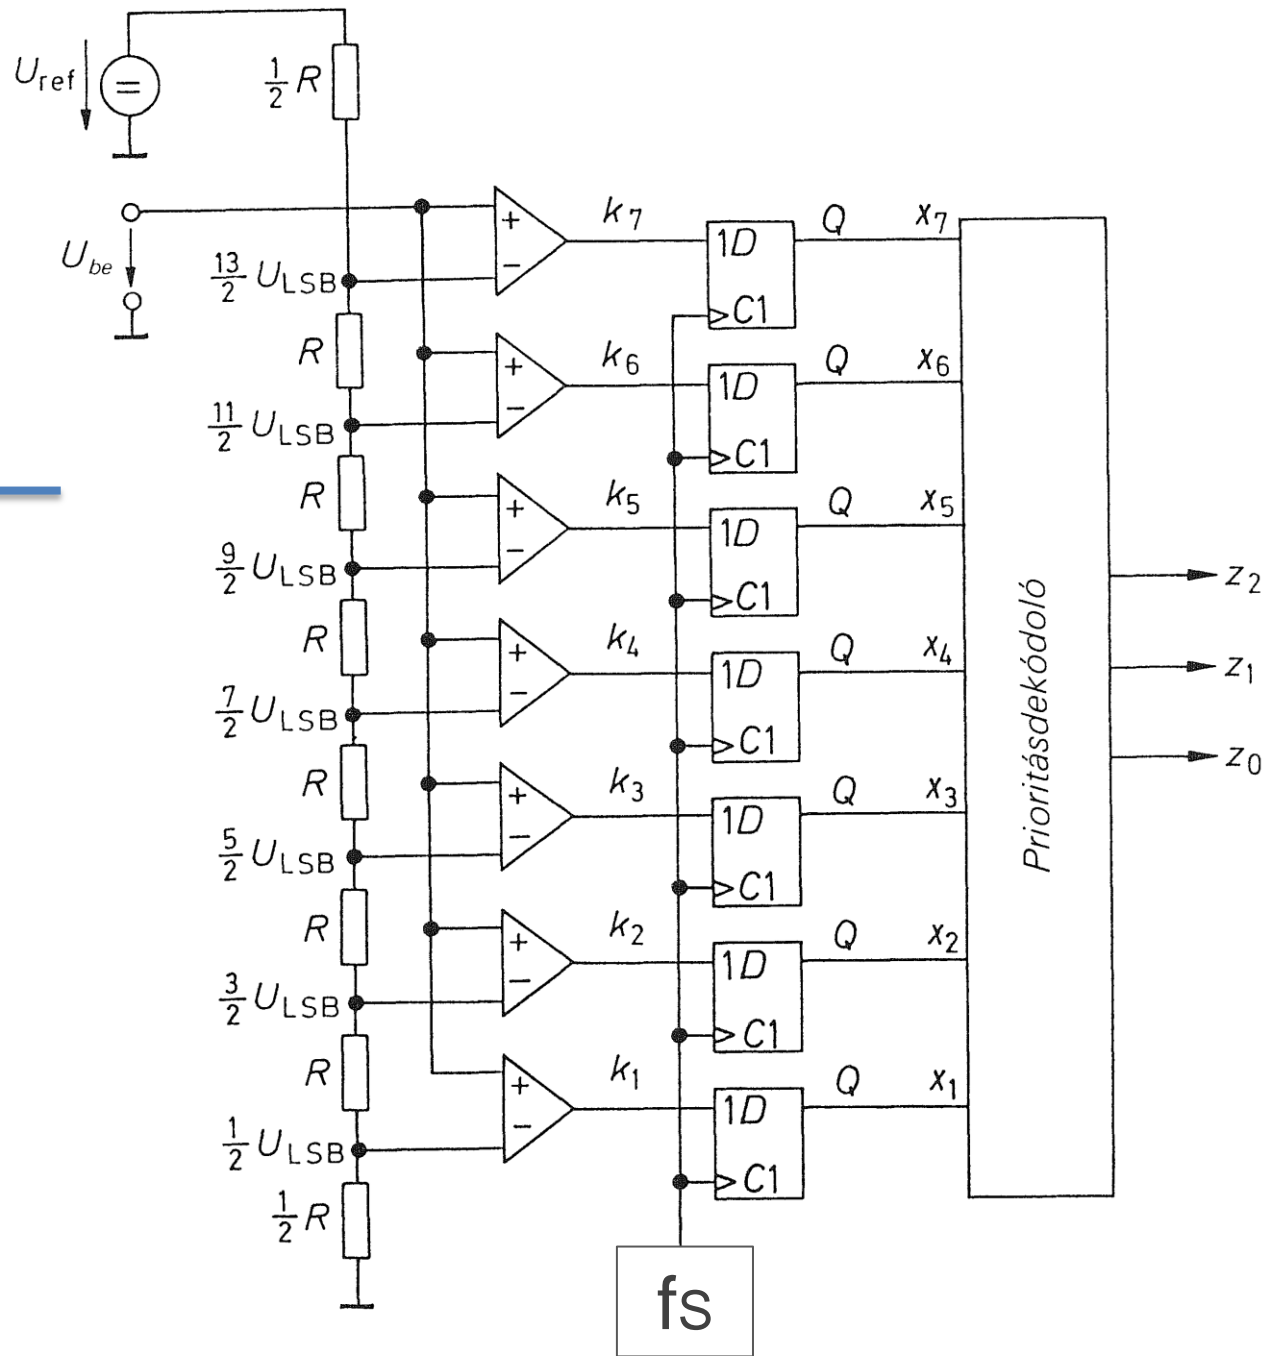 U_ref =
½ R
U_be
13/2 U_LSB
+ − k₇ 1D C1 Q x₇
R
11/2 U_LSB
+ − k₆ 1D C1 Q x₆
R
9/2 U_LSB
+ − k₅ 1D C1 Q x₅
R
7/2 U_LSB
+ − k₄ 1D C1 Q x₄
R
5/2 U_LSB
+ − k₃ 1D C1 Q x₃
R
3/2 U_LSB
+ − k₂ 1D C1 Q x₂
R
½ U_LSB
+ − k₁ 1D C1 Q x₁
½ R
Prioritásdekódoló
z₂
z₁
z₀
fs